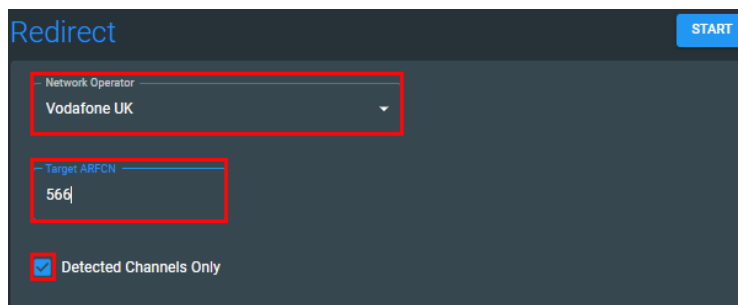 Redirect
START
Network Operator
Vodafone UK
Target ARFCN
566
Detected Channels Only